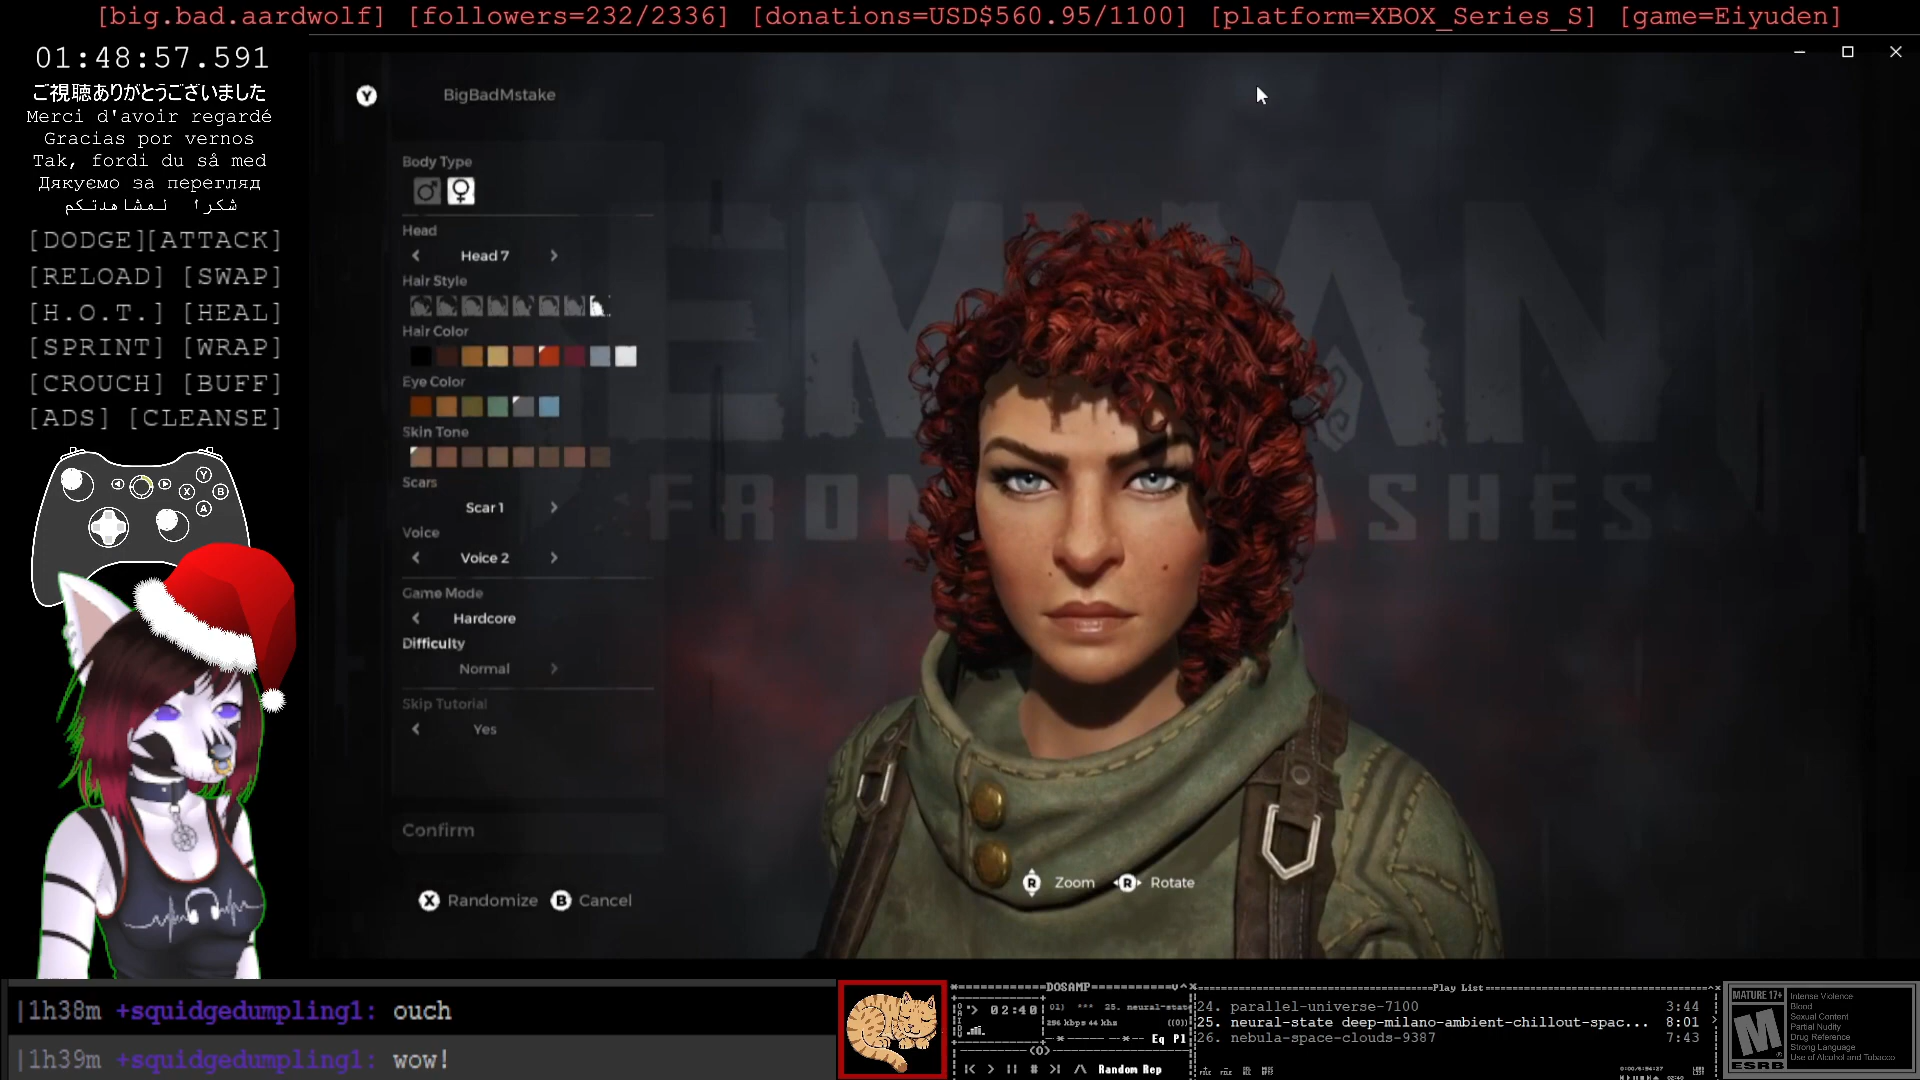 [big.bad.aardwolf] [followers=232/2336] [donations=USD$560.95/1100] [platform=XBOX_Series_S] [game=Eiyuden]
01:48:57.591
ご視聴ありがとうございました
Merci d'avoir regardé
Gracias por vernos
Tak, fordi du så med
Дякуємо за перегляд
شكرا لمشاهدتكم
[DODGE][ATTACK]
[RELOAD] [SWAP]
[H.O.T.] [HEAL]
[SPRINT] [WRAP]
[CROUCH] [BUFF]
[ADS] [CLEANSE]
Y BigBadMstake
Body Type
Head
Head 7
Hair Style
Hair Color
Eye Color
Skin Tone
Scars
Scar 1
Voice
Voice 2
Game Mode
Hardcore
Difficulty
Normal
Skip Tutorial
Yes
Confirm
X Randomize B Cancel
R Zoom R Rotate
FROM ASHES
|1h38m +squidgedumpling1: ouch
|1h39m +squidgedumpling1: wow!
DOSAMP
02:40
25. neural-state
Eq Pl
Random Rep
Play List
24. parallel-universe-7100 3:44
25. neural-state deep-milano-ambient-chillout-spac... 8:01
26. nebula-space-clouds-9387 7:43
MATURE 17+
M
ESRB
Intense Violence
Blood
Sexual Content
Partial Nudity
Drug Reference
Strong Language
Use of Alcohol and Tobacco